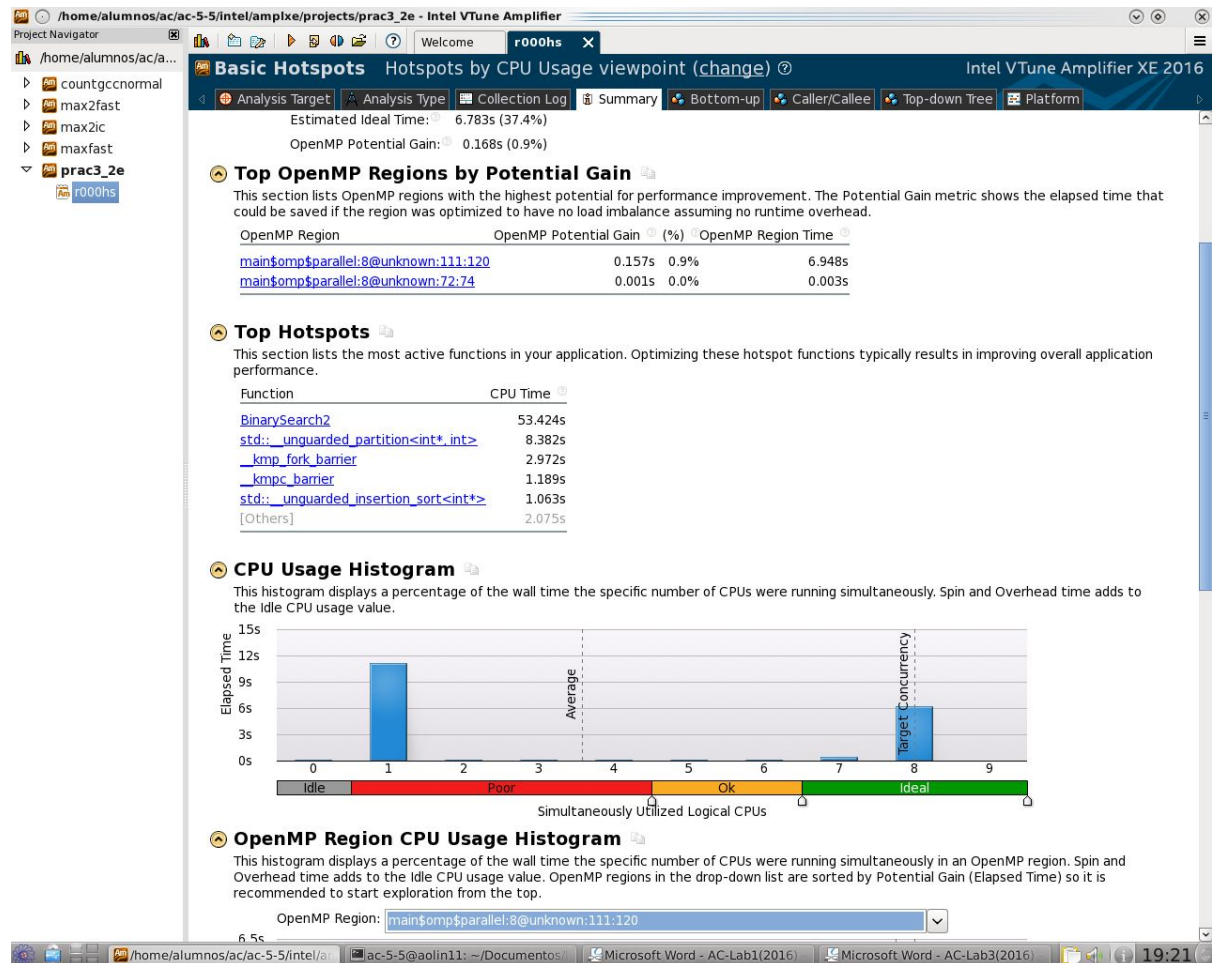 /home/alumnos/ac/ac-5-5/intel/amplxe/projects/prac3_2e - Intel VTune Amplifier
Project Navigator
/home/alumnos/ac/a...
countgccnormal
max2fast
max2ic
maxfast
prac3_2e
r000hs
Welcome
r000hs
Basic Hotspots Hotspots by CPU Usage viewpoint (change)
Intel VTune Amplifier XE 2016
Analysis Target
Analysis Type
Collection Log
Summary
Bottom-up
Caller/Callee
Top-down Tree
Platform
Estimated Ideal Time: 6.783s (37.4%)
OpenMP Potential Gain: 0.168s (0.9%)
Top OpenMP Regions by Potential Gain
This section lists OpenMP regions with the highest potential for performance improvement. The Potential Gain metric shows the elapsed time that
could be saved if the region was optimized to have no load imbalance assuming no runtime overhead.
OpenMP Region OpenMP Potential Gain (%) OpenMP Region Time
main$omp$parallel:8@unknown:111:120 0.157s 0.9% 6.948s
main$omp$parallel:8@unknown:72:74 0.001s 0.0% 0.003s
Top Hotspots
This section lists the most active functions in your application. Optimizing these hotspot functions typically results in improving overall application
performance.
Function CPU Time
BinarySearch2 53.424s
std::__unguarded_partition<int*, int> 8.382s
__kmp_fork_barrier 2.972s
__kmpc_barrier 1.189s
std::__unguarded_insertion_sort<int*> 1.063s
[Others] 2.075s
CPU Usage Histogram
This histogram displays a percentage of the wall time the specific number of CPUs were running simultaneously. Spin and Overhead time adds to
the Idle CPU usage value.
Elapsed Time
15s
12s
9s
6s
3s
0s
Average
Target Concurrency
0 1 2 3 4 5 6 7 8 9
Idle Poor Ok Ideal
Simultaneously Utilized Logical CPUs
OpenMP Region CPU Usage Histogram
This histogram displays a percentage of the wall time the specific number of CPUs were running simultaneously in an OpenMP region. Spin and
Overhead time adds to the Idle CPU usage value. OpenMP regions in the drop-down list are sorted by Potential Gain (Elapsed Time) so it is
recommended to start exploration from the top.
OpenMP Region: main$omp$parallel:8@unknown:111:120
6.5s
/home/alumnos/ac/ac-5-5/intel/a
ac-5-5@aolin11: ~/Documentos/
Microsoft Word - AC-Lab1(2016)
Microsoft Word - AC-Lab3(2016)
19:21